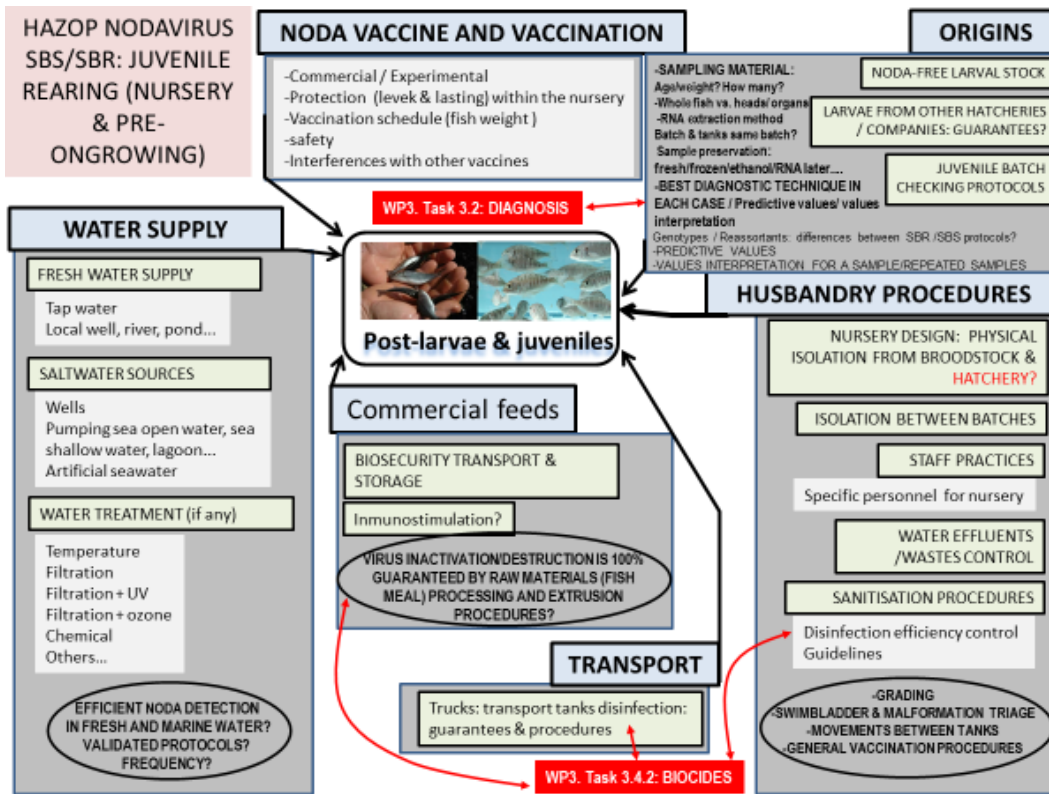 HAZOP NODAVIRUS
SBS/SBR: JUVENILE
REARING (NURSERY
& PRE-
ONGROWING)
NODA VACCINE AND VACCINATION
-Commercial / Experimental
-Protection (levek & lasting) within the nursery
-Vaccination schedule (fish weight )
-safety
-Interferences with other vaccines
ORIGINS
-SAMPLING MATERIAL:
Age/weight? How many?
-Whole fish vs. heads/organs
-RNA extraction method
Batch & tanks same batch?
Sample preservation:
fresh/frozen/ethanol/RNA later....
-BEST DIAGNOSTIC TECHNIQUE IN
EACH CASE / Predictive values/ values
interpretation
Genotypes / Reassortants: differences between SBR /SBS protocols?
-PREDICTIVE VALUES
-VALUES INTERPRETATION FOR A SAMPLE/REPEATED SAMPLES
NODA-FREE LARVAL STOCK
LARVAE FROM OTHER HATCHERIES
/ COMPANIES: GUARANTEES?
JUVENILE BATCH
CHECKING PROTOCOLS
WP3. Task 3.2: DIAGNOSIS
WATER SUPPLY
FRESH WATER SUPPLY
Tap water
Local well, river, pond...
SALTWATER SOURCES
Wells
Pumping sea open water, sea
shallow water, lagoon...
Artificial seawater
WATER TREATMENT (if any)
Temperature
Filtration
Filtration + UV
Filtration + ozone
Chemical
Others...
EFFICIENT NODA DETECTION
IN FRESH AND MARINE WATER?
VALIDATED PROTOCOLS?
FREQUENCY?
Post-larvae & juveniles
Commercial feeds
BIOSECURITY TRANSPORT &
STORAGE
Inmunostimulation?
VIRUS INACTIVATION/DESTRUCTION IS 100%
GUARANTEED BY RAW MATERIALS (FISH
MEAL) PROCESSING AND EXTRUSION
PROCEDURES?
TRANSPORT
Trucks: transport tanks disinfection:
guarantees & procedures
WP3. Task 3.4.2: BIOCIDES
HUSBANDRY PROCEDURES
NURSERY DESIGN: PHYSICAL
ISOLATION FROM BROODSTOCK &
HATCHERY?
ISOLATION BETWEEN BATCHES
STAFF PRACTICES
Specific personnel for nursery
WATER EFFLUENTS
/WASTES CONTROL
SANITISATION PROCEDURES
Disinfection efficiency control
Guidelines
-GRADING
-SWIMBLADDER & MALFORMATION TRIAGE
-MOVEMENTS BETWEEN TANKS
-GENERAL VACCINATION PROCEDURES